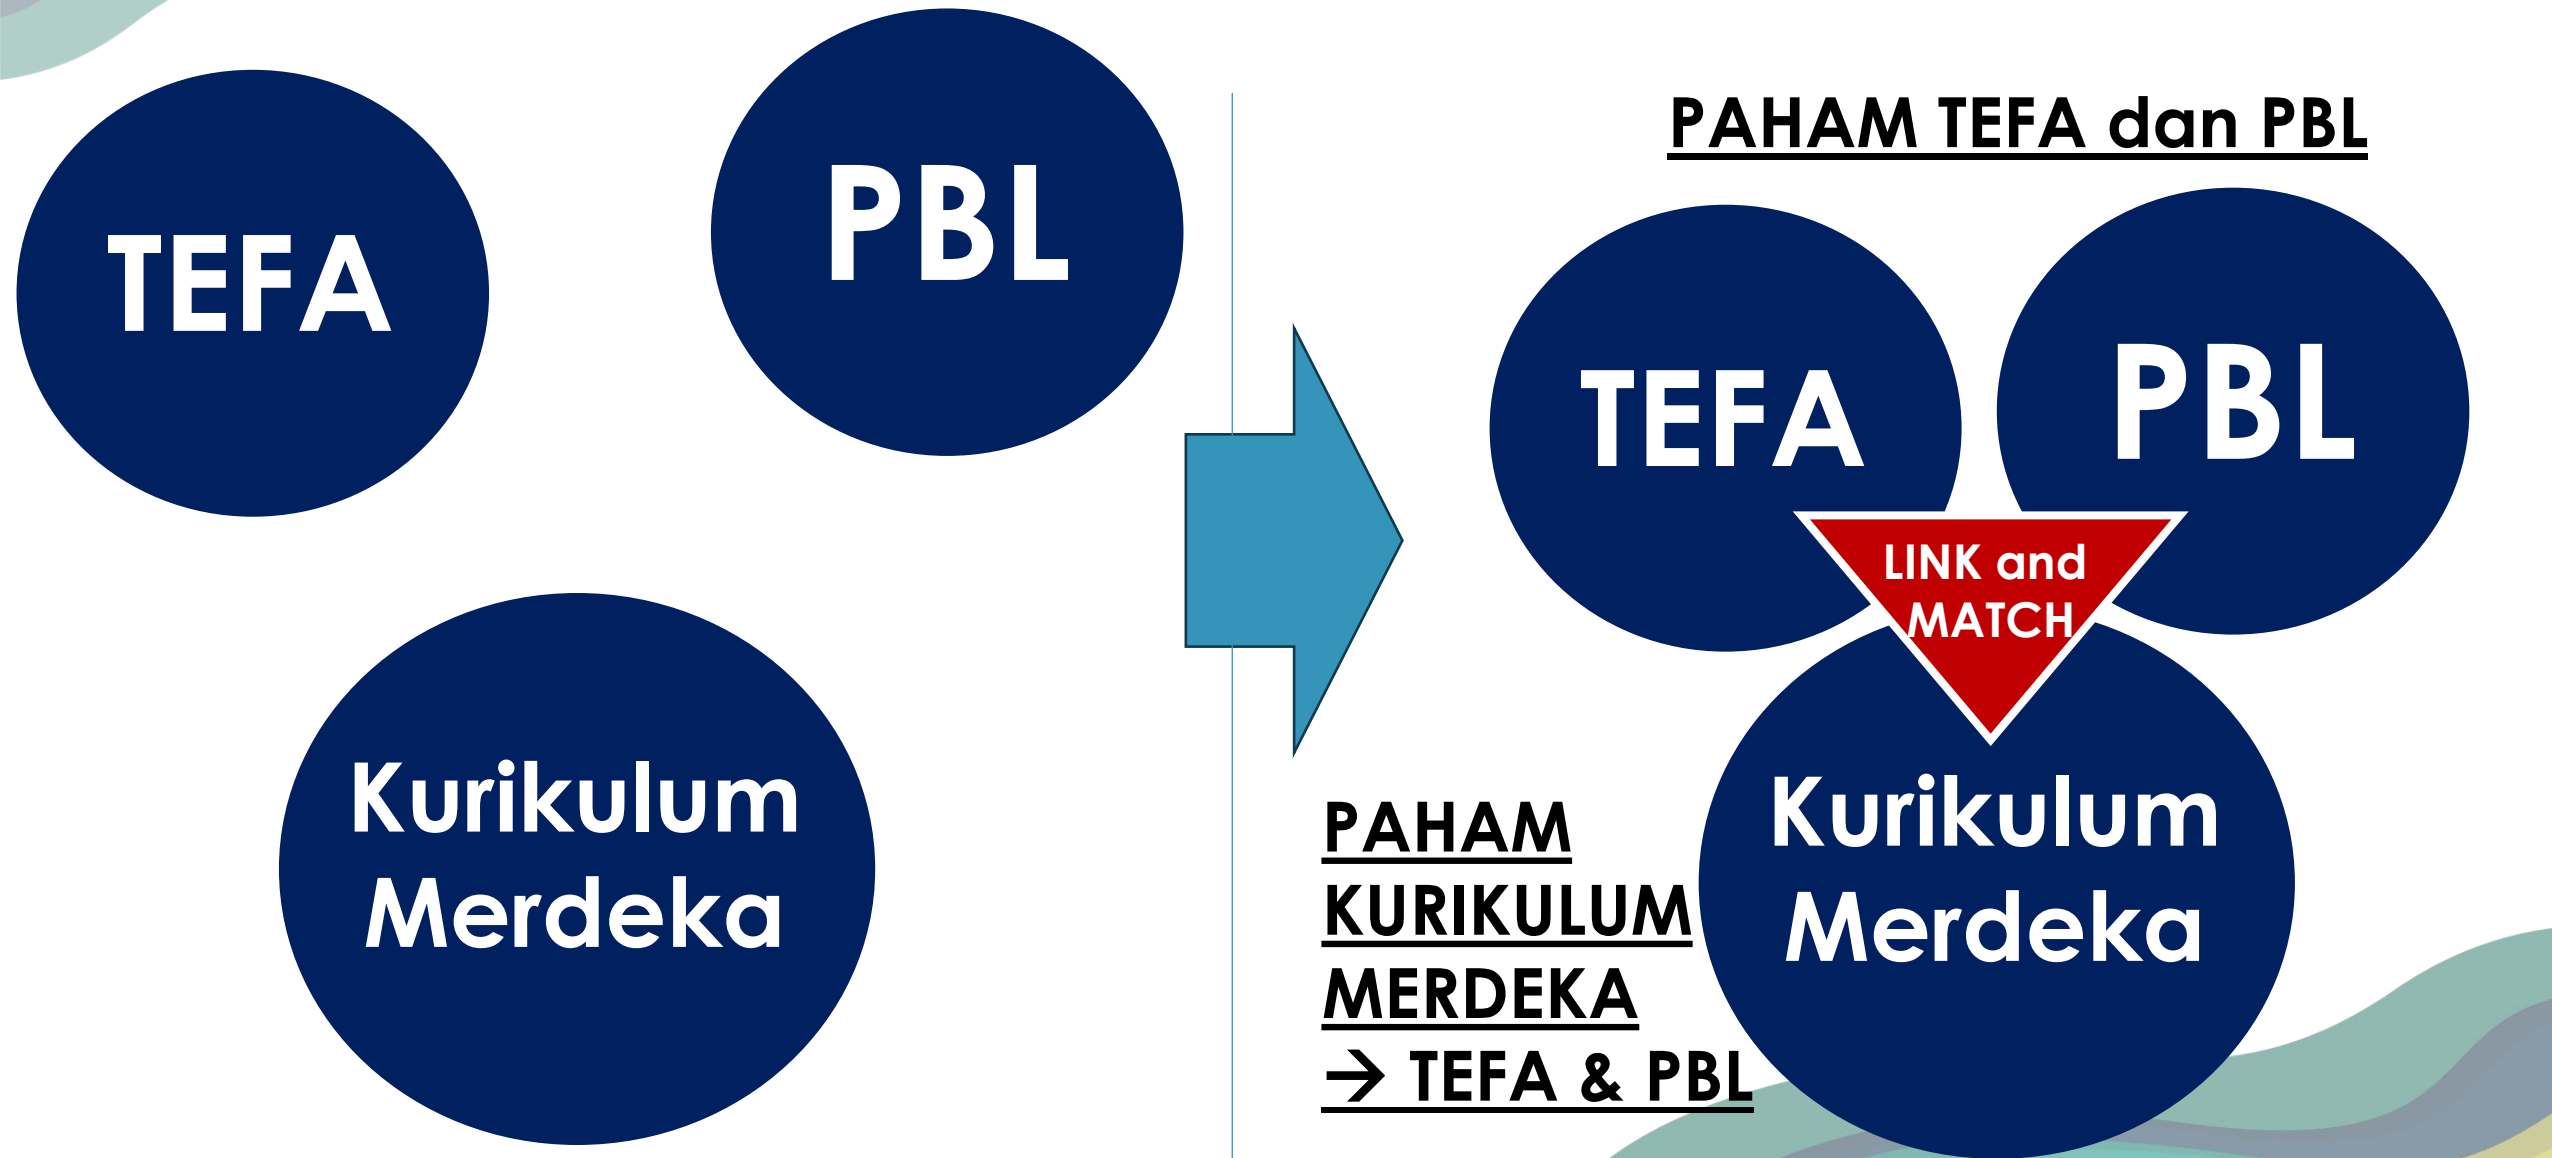 TEFA
PBL
Kurikulum
Merdeka
PAHAM TEFA dan PBL
TEFA
PBL
LINK and
MATCH
Kurikulum
Merdeka
PAHAM
KURIKULUM
MERDEKA
→ TEFA & PBL